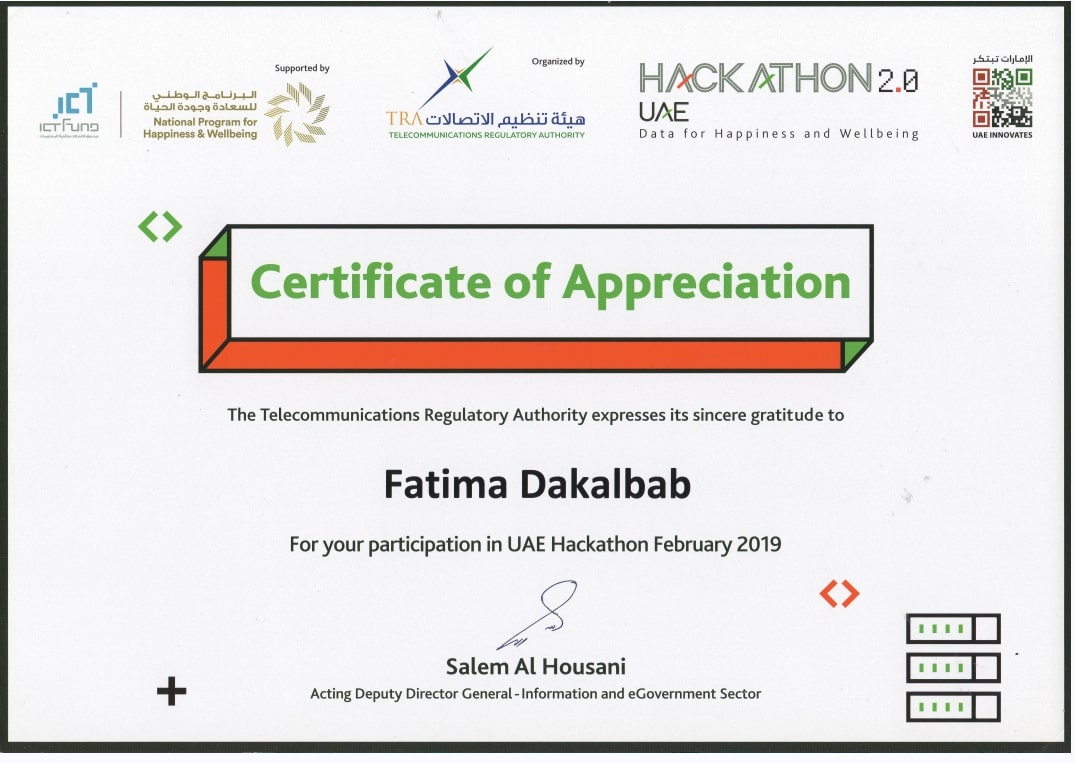 ICT FUND
Supported by
البرنامج الوطني
للسعادة وجودة الحياة
National Program for
Happiness & Wellbeing
Organized by
TRA هيئة تنظيم الاتصالات
TELECOMMUNICATIONS REGULATORY AUTHORITY
HACKATHON 2.0
UAE
Data for Happiness and Wellbeing
الإمارات تبتكر
UAE INNOVATES
Certificate of Appreciation
The Telecommunications Regulatory Authority expresses its sincere gratitude to
Fatima Dakalbab
For your participation in UAE Hackathon February 2019
Salem Al Housani
Acting Deputy Director General - Information and eGovernment Sector